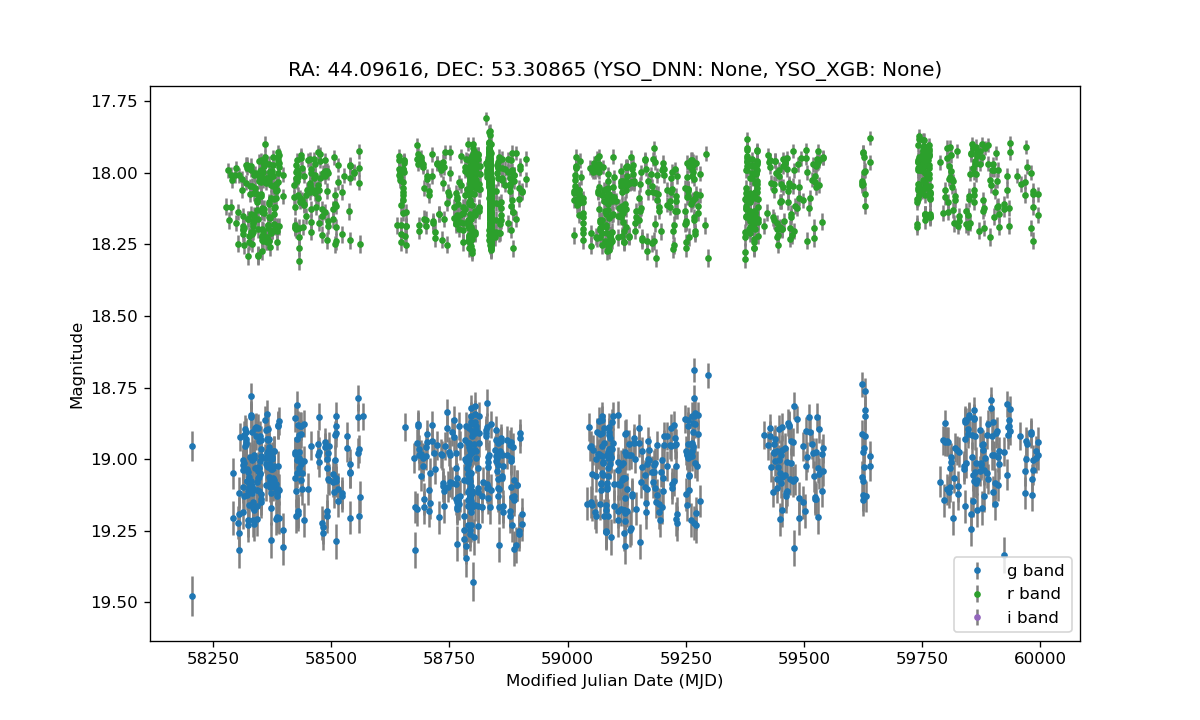 RA: 44.09616, DEC: 53.30865 (YSO_DNN: None, YSO_XGB: None)
17.75
18.00
18.25
18.50
18.75
19.00
19.25
19.50
Magnitude
58250 58500 58750 59000 59250 59500 59750 60000
Modified Julian Date (MJD)
g band
r band
i band